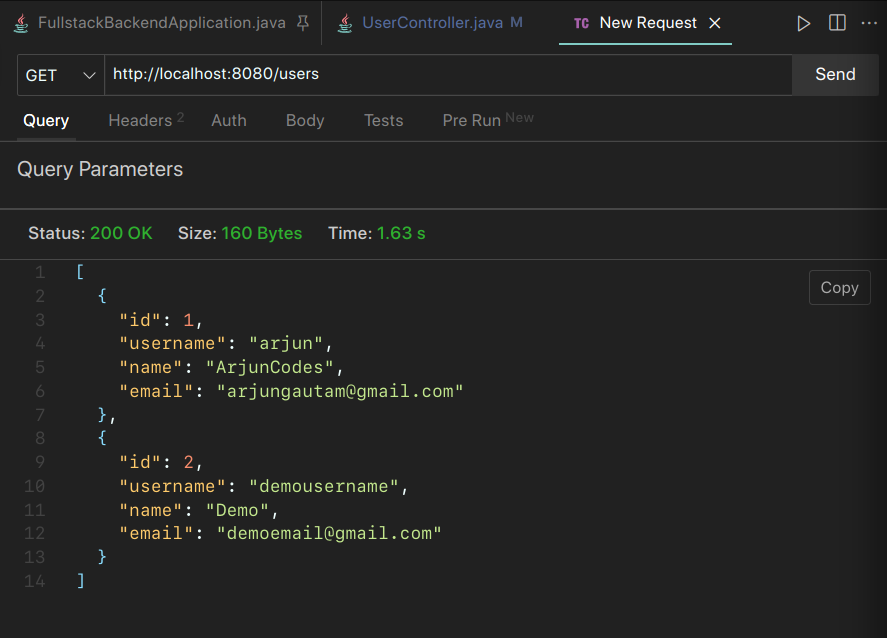 FullstackBackendApplication.java UserController.java M TC New Request
GET http://localhost:8080/users Send
Query Headers 2 Auth Body Tests Pre Run New
Query Parameters
Status: 200 OK Size: 160 Bytes Time: 1.63 s
Copy
1 [
2 {
3 "id": 1,
4 "username": "arjun",
5 "name": "ArjunCodes",
6 "email": "arjungautam@gmail.com"
7 },
8 {
9 "id": 2,
10 "username": "demousername",
11 "name": "Demo",
12 "email": "demoemail@gmail.com"
13 }
14 ]